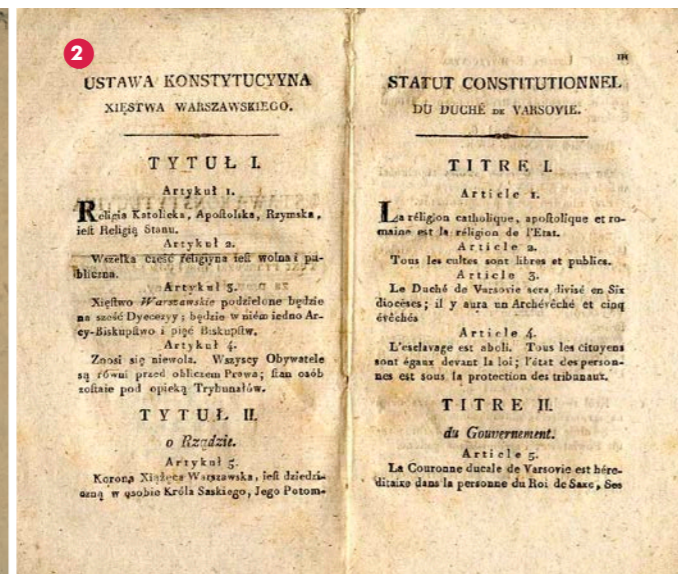 2
USTAWA KONSTYTUCYYNA
XIĘSTWA WARSZAWSKIEGO.
TYTUŁ I.
Artykuł 1.
Religia Katolicka, Apoſtolſka, Rzymska,
ieſt Religią Stanu.
Artykuł 2.
Wszelka cześć religiyna ieſt wolna i pu-
bliczna.
Artykuł 3.
Xięſtwo Warszawskie podzielone będzie
na sześć Dyecezyy; będzie w niém iedno Ar-
cy-Biskupſtwo i pięć Biskupſtw.
Artykuł 4.
Znosi się niewola. Wszyscy Obywatele
są równi przed obliczem Prawa; ſtan osób
zoſtaie pod opieką Trybunałów.
TYTUŁ II.
o Rządzie.
Artykuł 5.
Korona Xiążęca Warszawska, ieſt dziedzi-
czną w osobie Króla Saskiego, Jego Potom-
III
STATUT CONSTITUTIONNEL
DU DUCHÉ DE VARSOVIE.
TITRE I.
Article 1.
La réligion catholique, apoſtolique et ro-
maine est la réligion de l'Etat.
Article 2.
Tous les cultes sont libres et publics.
Article 3.
Le Duché de Varsovie sera divisé en Six
diocèses; il y aura un Archévêché et cinq
évêchés
Article 4.
L'esclavage est aboli. Tous les citoyens
sont égaux devant la loi; l'état des person-
nes est sous la protection des tribunaux.
TITRE II.
du Gouvernement.
Article 5.
La Couronne ducale de Varsovie est héré-
ditaire dans la personne du Roi de Saxe, Ses